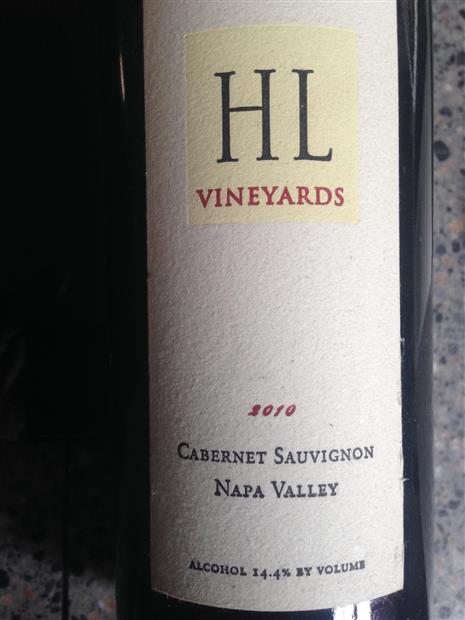 HL
VINEYARDS
2010
CABERNET SAUVIGNON
NAPA VALLEY
ALCOHOL 14.4% BY VOLUME